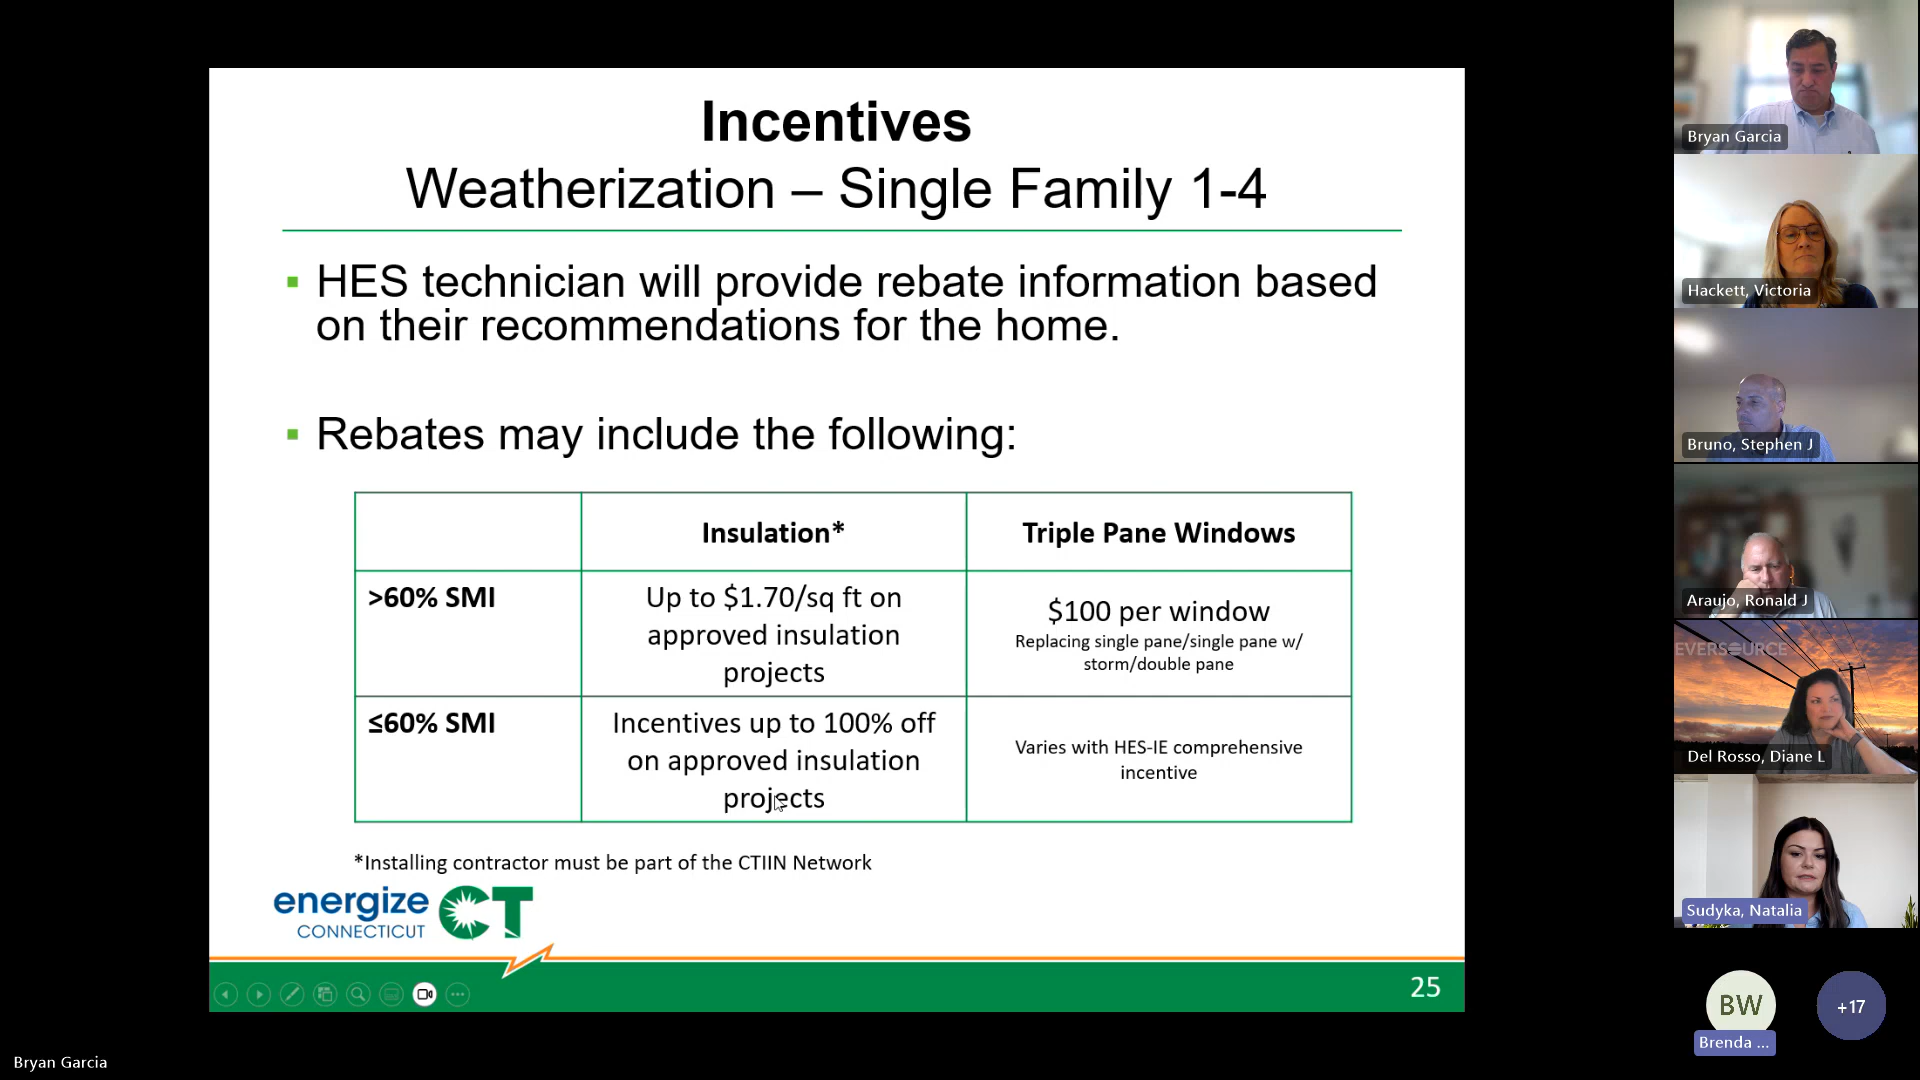 Incentives
Weatherization – Single Family 1-4
▪ HES technician will provide rebate information based
on their recommendations for the home.
▪ Rebates may include the following:
Insulation*
Triple Pane Windows
>60% SMI
Up to $1.70/sq ft on
approved insulation
projects
$100 per window
Replacing single pane/single pane w/
storm/double pane
≤60% SMI
Incentives up to 100% off
on approved insulation
projects
Varies with HES-IE comprehensive
incentive
*Installing contractor must be part of the CTIIN Network
energize CT
CONNECTICUT
25
Bryan Garcia
Hackett, Victoria
Bruno, Stephen J
Araujo, Ronald J
EVERSOURCE
Del Rosso, Diane L
Sudyka, Natalia
BW
+17
Brenda ...
Bryan Garcia